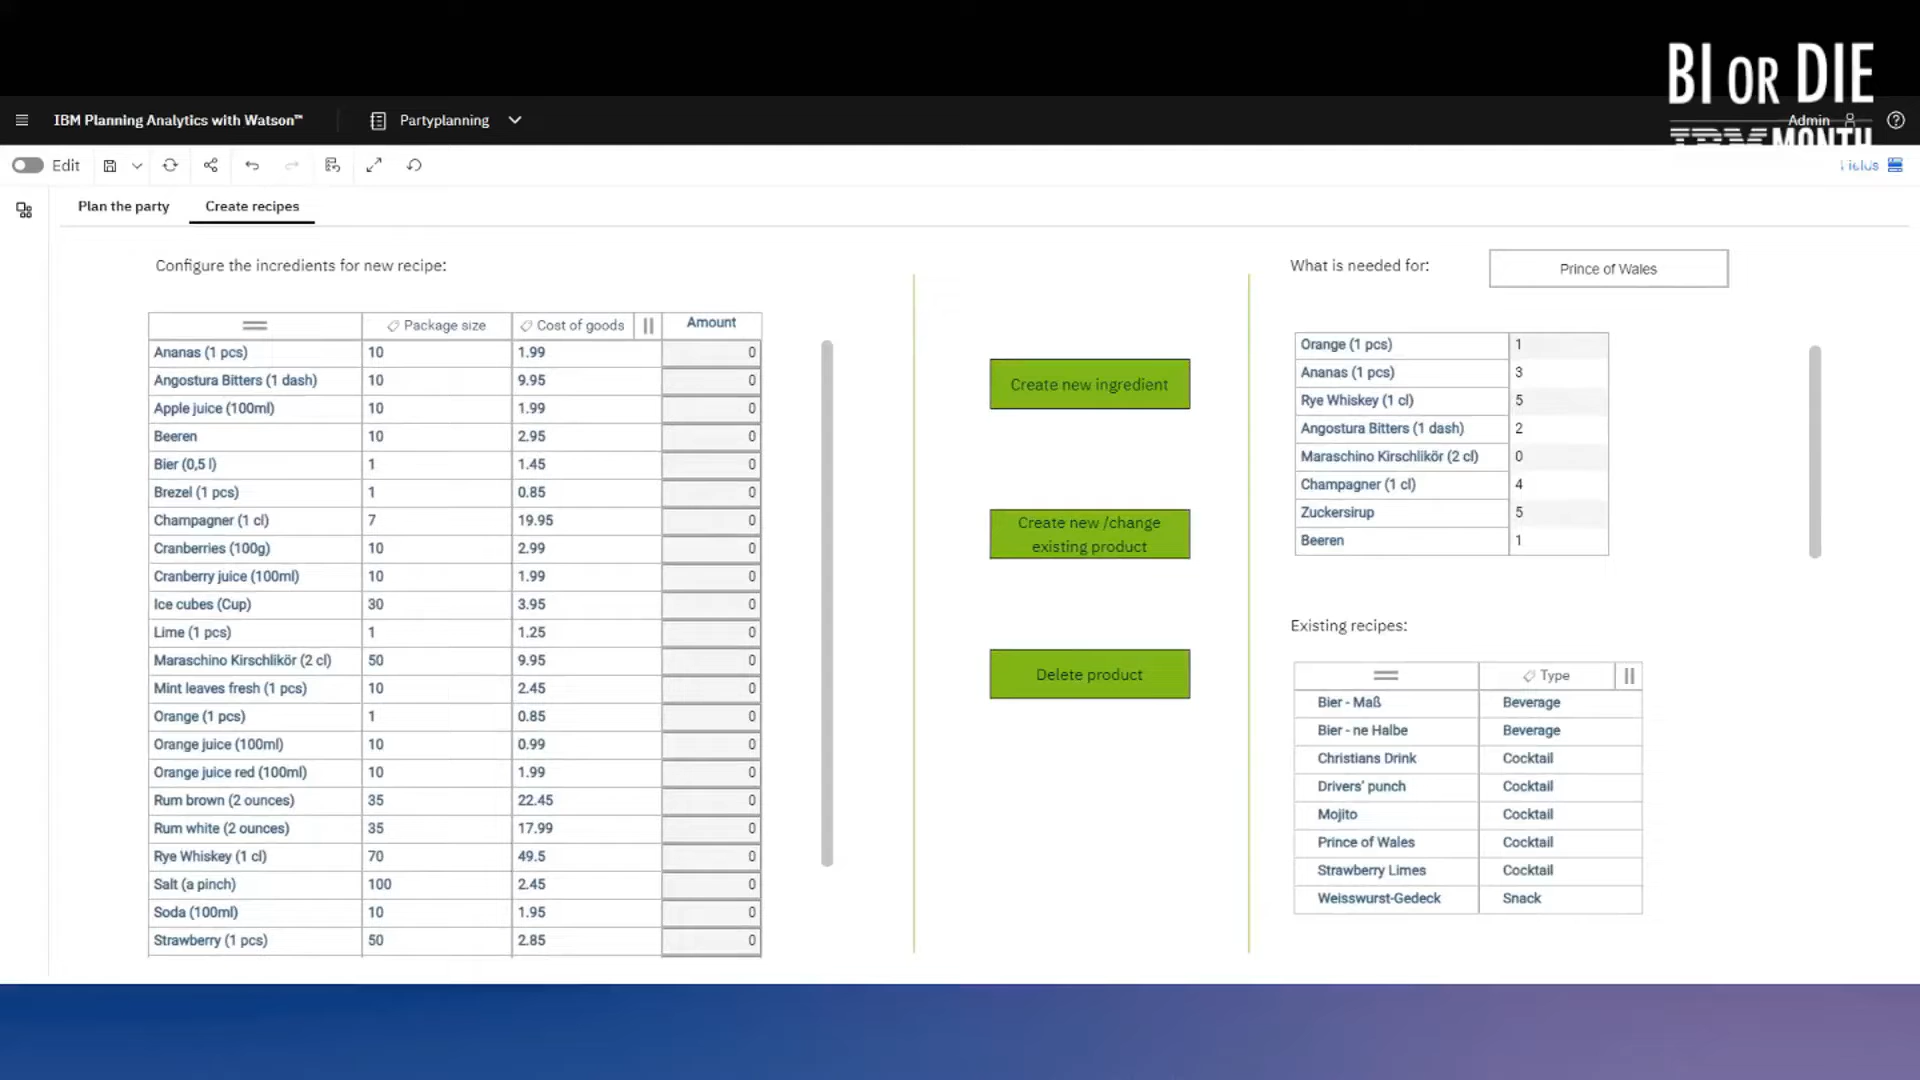 BI OR DIE
IBM MONTH
IBM Planning Analytics with Watson™
Partyplanning
Admin
Edit
Fields
Plan the party
Create recipes
Configure the incredients for new recipe:
Package size Cost of goods Amount
Ananas (1 pcs) 10 1.99 0
Angostura Bitters (1 dash) 10 9.95 0
Apple juice (100ml) 10 1.99 0
Beeren 10 2.95 0
Bier (0,5 l) 1 1.45 0
Brezel (1 pcs) 1 0.85 0
Champagner (1 cl) 7 19.95 0
Cranberries (100g) 10 2.99 0
Cranberry juice (100ml) 10 1.99 0
Ice cubes (Cup) 30 3.95 0
Lime (1 pcs) 1 1.25 0
Maraschino Kirschlikör (2 cl) 50 9.95 0
Mint leaves fresh (1 pcs) 10 2.45 0
Orange (1 pcs) 1 0.85 0
Orange juice (100ml) 10 0.99 0
Orange juice red (100ml) 10 1.99 0
Rum brown (2 ounces) 35 22.45 0
Rum white (2 ounces) 35 17.99 0
Rye Whiskey (1 cl) 70 49.5 0
Salt (a pinch) 100 2.45 0
Soda (100ml) 10 1.95 0
Strawberry (1 pcs) 50 2.85 0
Create new ingredient
Create new /change
existing product
Delete product
What is needed for:
Prince of Wales
Orange (1 pcs) 1
Ananas (1 pcs) 3
Rye Whiskey (1 cl) 5
Angostura Bitters (1 dash) 2
Maraschino Kirschlikör (2 cl) 0
Champagner (1 cl) 4
Zuckersirup 5
Beeren 1
Existing recipes:
Type
Bier - Maß Beverage
Bier - ne Halbe Beverage
Christians Drink Cocktail
Drivers' punch Cocktail
Mojito Cocktail
Prince of Wales Cocktail
Strawberry Limes Cocktail
Weisswurst-Gedeck Snack